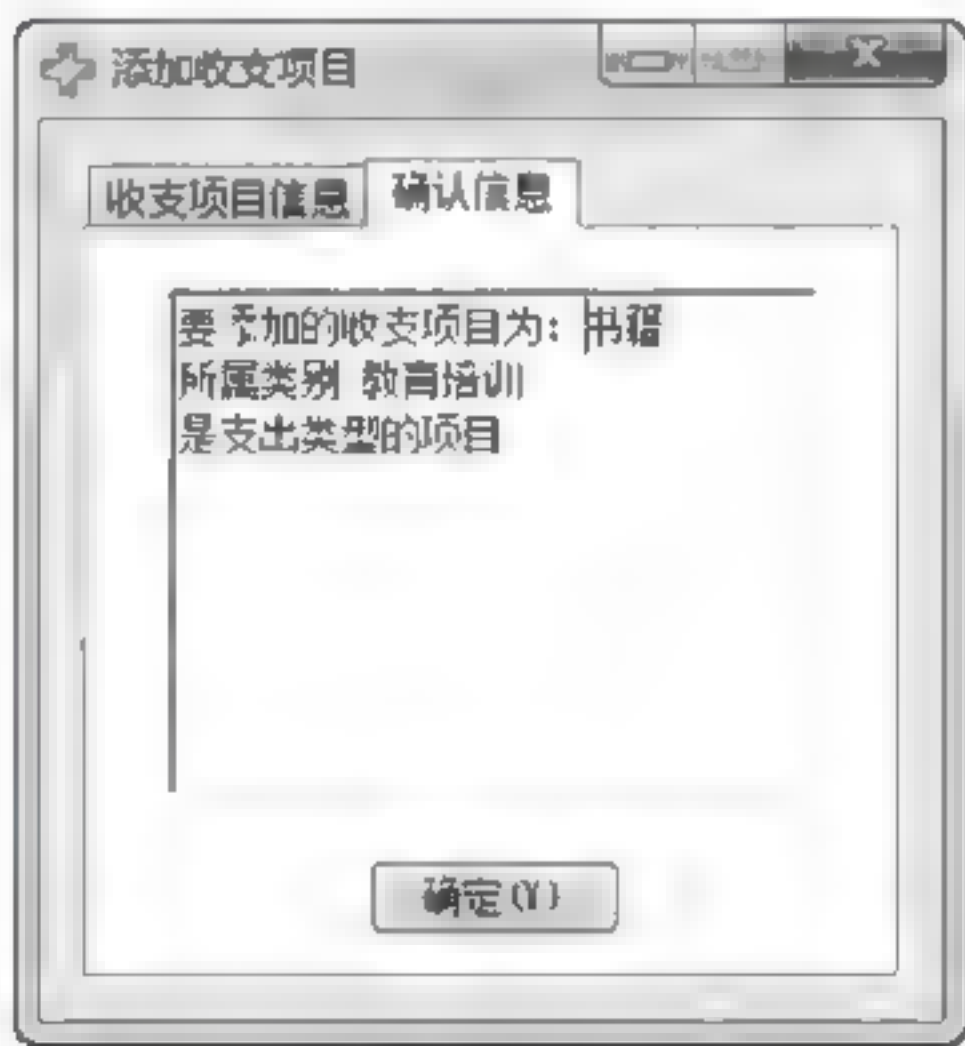 添加收支项目
收支项目信息 确认信息
要添加的收支项目为: 书籍
所属类别 教育培训
是支出类型的项目
确定(Y)